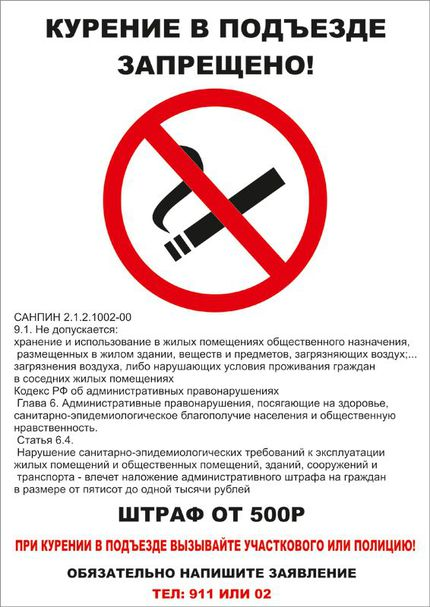 КУРЕНИЕ В ПОДЪЕЗДЕ
ЗАПРЕЩЕНО!
САНПИН 2.1.2.1002-00
9.1. Не допускается:
хранение и использование в жилых помещениях общественного назначения,
размещенных в жилом здании, веществ и предметов, загрязняющих воздух;...
загрязнения воздуха, либо нарушающих условия проживания граждан
в соседних жилых помещениях
Кодекс РФ об административных правонарушениях
Глава 6. Административные правонарушения, посягающие на здоровье,
санитарно-эпидемиологическое благополучие населения и общественную
нравственность.
Статья 6.4.
Нарушение санитарно-эпидемиологических требований к эксплуатации
жилых помещений и общественных помещений, зданий, сооружений и
транспорта - влечет наложение административного штрафа на граждан
в размере от пятисот до одной тысячи рублей
ШТРАФ ОТ 500Р
ПРИ КУРЕНИИ В ПОДЪЕЗДЕ ВЫЗЫВАЙТЕ УЧАСТКОВОГО ИЛИ ПОЛИЦИЮ!
ОБЯЗАТЕЛЬНО НАПИШИТЕ ЗАЯВЛЕНИЕ
ТЕЛ: 911 ИЛИ 02